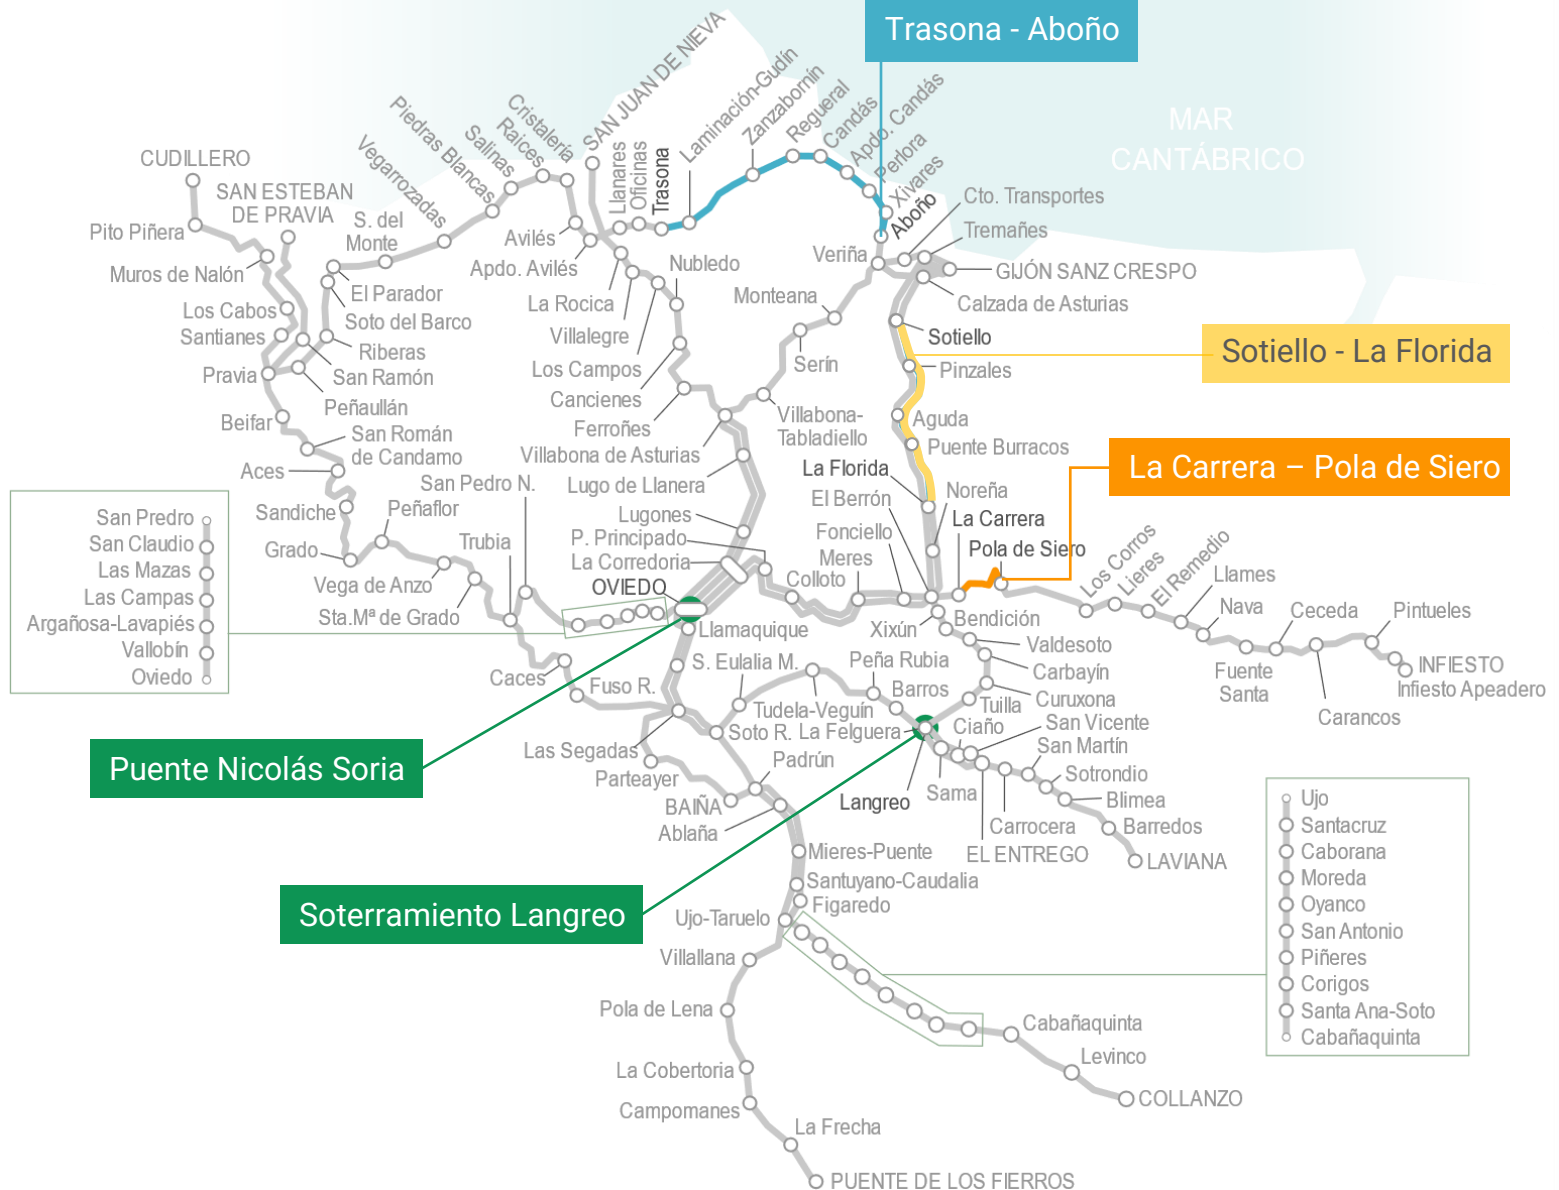 Trasona - Aboño
MAR
CANTÁBRICO
SAN JUAN DE NIEVA
Laminación-Gudín
Zanzabornín
Regueral
Candás
Apdo. Candás
Perlora
Xivares
Aboño
Cristalería
Raices
Salinas
Piedras Blancas
Vegarrozadas
Llanares
Oficinas
Trasona
CUDILLERO
SAN ESTEBAN
DE PRAVIA
Pito Piñera
S. del
Monte
Avilés
Apdo. Avilés
Muros de Nalón
El Parador
Los Cabos
Soto del Barco
Santianes
Riberas
Pravia
San Ramón
Peñaullán
Beifar
San Román
de Candamo
Aces
San Pedro N.
Sandiche
Peñaflor
Grado
Trubia
Vega de Anzo
Sta.Mª de Grado
Caces
Fuso R.
Cto. Transportes
Tremañes
Veriña
GIJÓN SANZ CRESPO
Calzada de Asturias
Nubledo
La Rocica
Monteana
Villalegre
Serín
Los Campos
Cancienes
Ferroñes
Villabona-
Tabladiello
Villabona de Asturias
Lugo de Llanera
Lugones
P. Principado
La Corredoria
OVIEDO
Llamaquique
Sotiello
Sotiello - La Florida
Pinzales
Aguda
Puente Burracos
La Florida
La Carrera – Pola de Siero
El Berrón
Noreña
Fonciello
La Carrera
Meres
Pola de Siero
Colloto
Los Corros
Lieres
El Remedio
Llames
Nava
Ceceda
Pintueles
Fuente
Santa
Carancos
INFIESTO
Infiesto Apeadero
San Predro
San Claudio
Las Mazas
Las Campas
Argañosa-Lavapiés
Vallobín
Oviedo
Xixún
Bendición
Valdesoto
Carbayín
Curuxona
Tuilla
S. Eulalia M.
Peña Rubia
Barros
Tudela-Veguín
Soto R.
La Felguera
Ciaño
San Vicente
San Martín
Sotrondio
Blimea
Barredos
LAVIANA
Las Segadas
Parteayer
Padrún
BAIÑA
Ablaña
Langreo
Sama
Carrocera
EL ENTREGO
Puente Nicolás Soria
Soterramiento Langreo
Mieres-Puente
Santuyano-Caudalia
Figaredo
Ujo-Taruelo
Villallana
Pola de Lena
La Cobertoria
Campomanes
La Frecha
PUENTE DE LOS FIERROS
Cabañaquinta
Levinco
COLLANZO
Ujo
Santacruz
Caborana
Moreda
Oyanco
San Antonio
Piñeres
Corigos
Santa Ana-Soto
Cabañaquinta